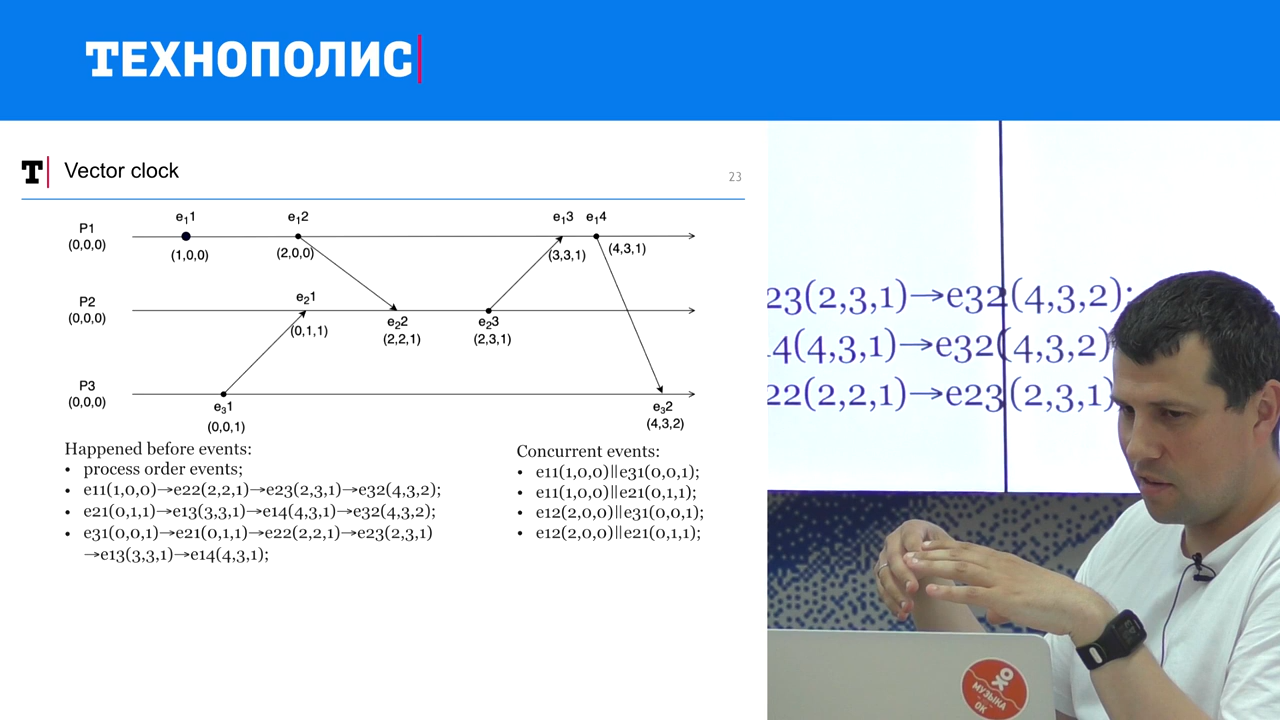 ТЕХНОПОЛИС
T Vector clock
23
e₁1 e₁2 e₁3 e₁4
P1
(0,0,0)
(1,0,0) (2,0,0) (3,3,1) (4,3,1)
P2
(0,0,0)
e₂1
(0,1,1)
e₂2
(2,2,1)
e₂3
(2,3,1)
P3
(0,0,0)
e₃1
(0,0,1)
e₃2
(4,3,2)
Happened before events:
• process order events;
• e11(1,0,0)→e22(2,2,1)→e23(2,3,1)→e32(4,3,2);
• e21(0,1,1)→e13(3,3,1)→e14(4,3,1)→e32(4,3,2);
• e31(0,0,1)→e21(0,1,1)→e22(2,2,1)→e23(2,3,1)
→e13(3,3,1)→e14(4,3,1);
Concurrent events:
• e11(1,0,0)||e31(0,0,1);
• e11(1,0,0)||e21(0,1,1);
• e12(2,0,0)||e31(0,0,1);
• e12(2,0,0)||e21(0,1,1);
23(2,3,1)→e32(4,3,2);
4(4,3,1)→e32(4,3,2)
22(2,2,1)→e23(2,3,1)
МУЗЫКА
ОК